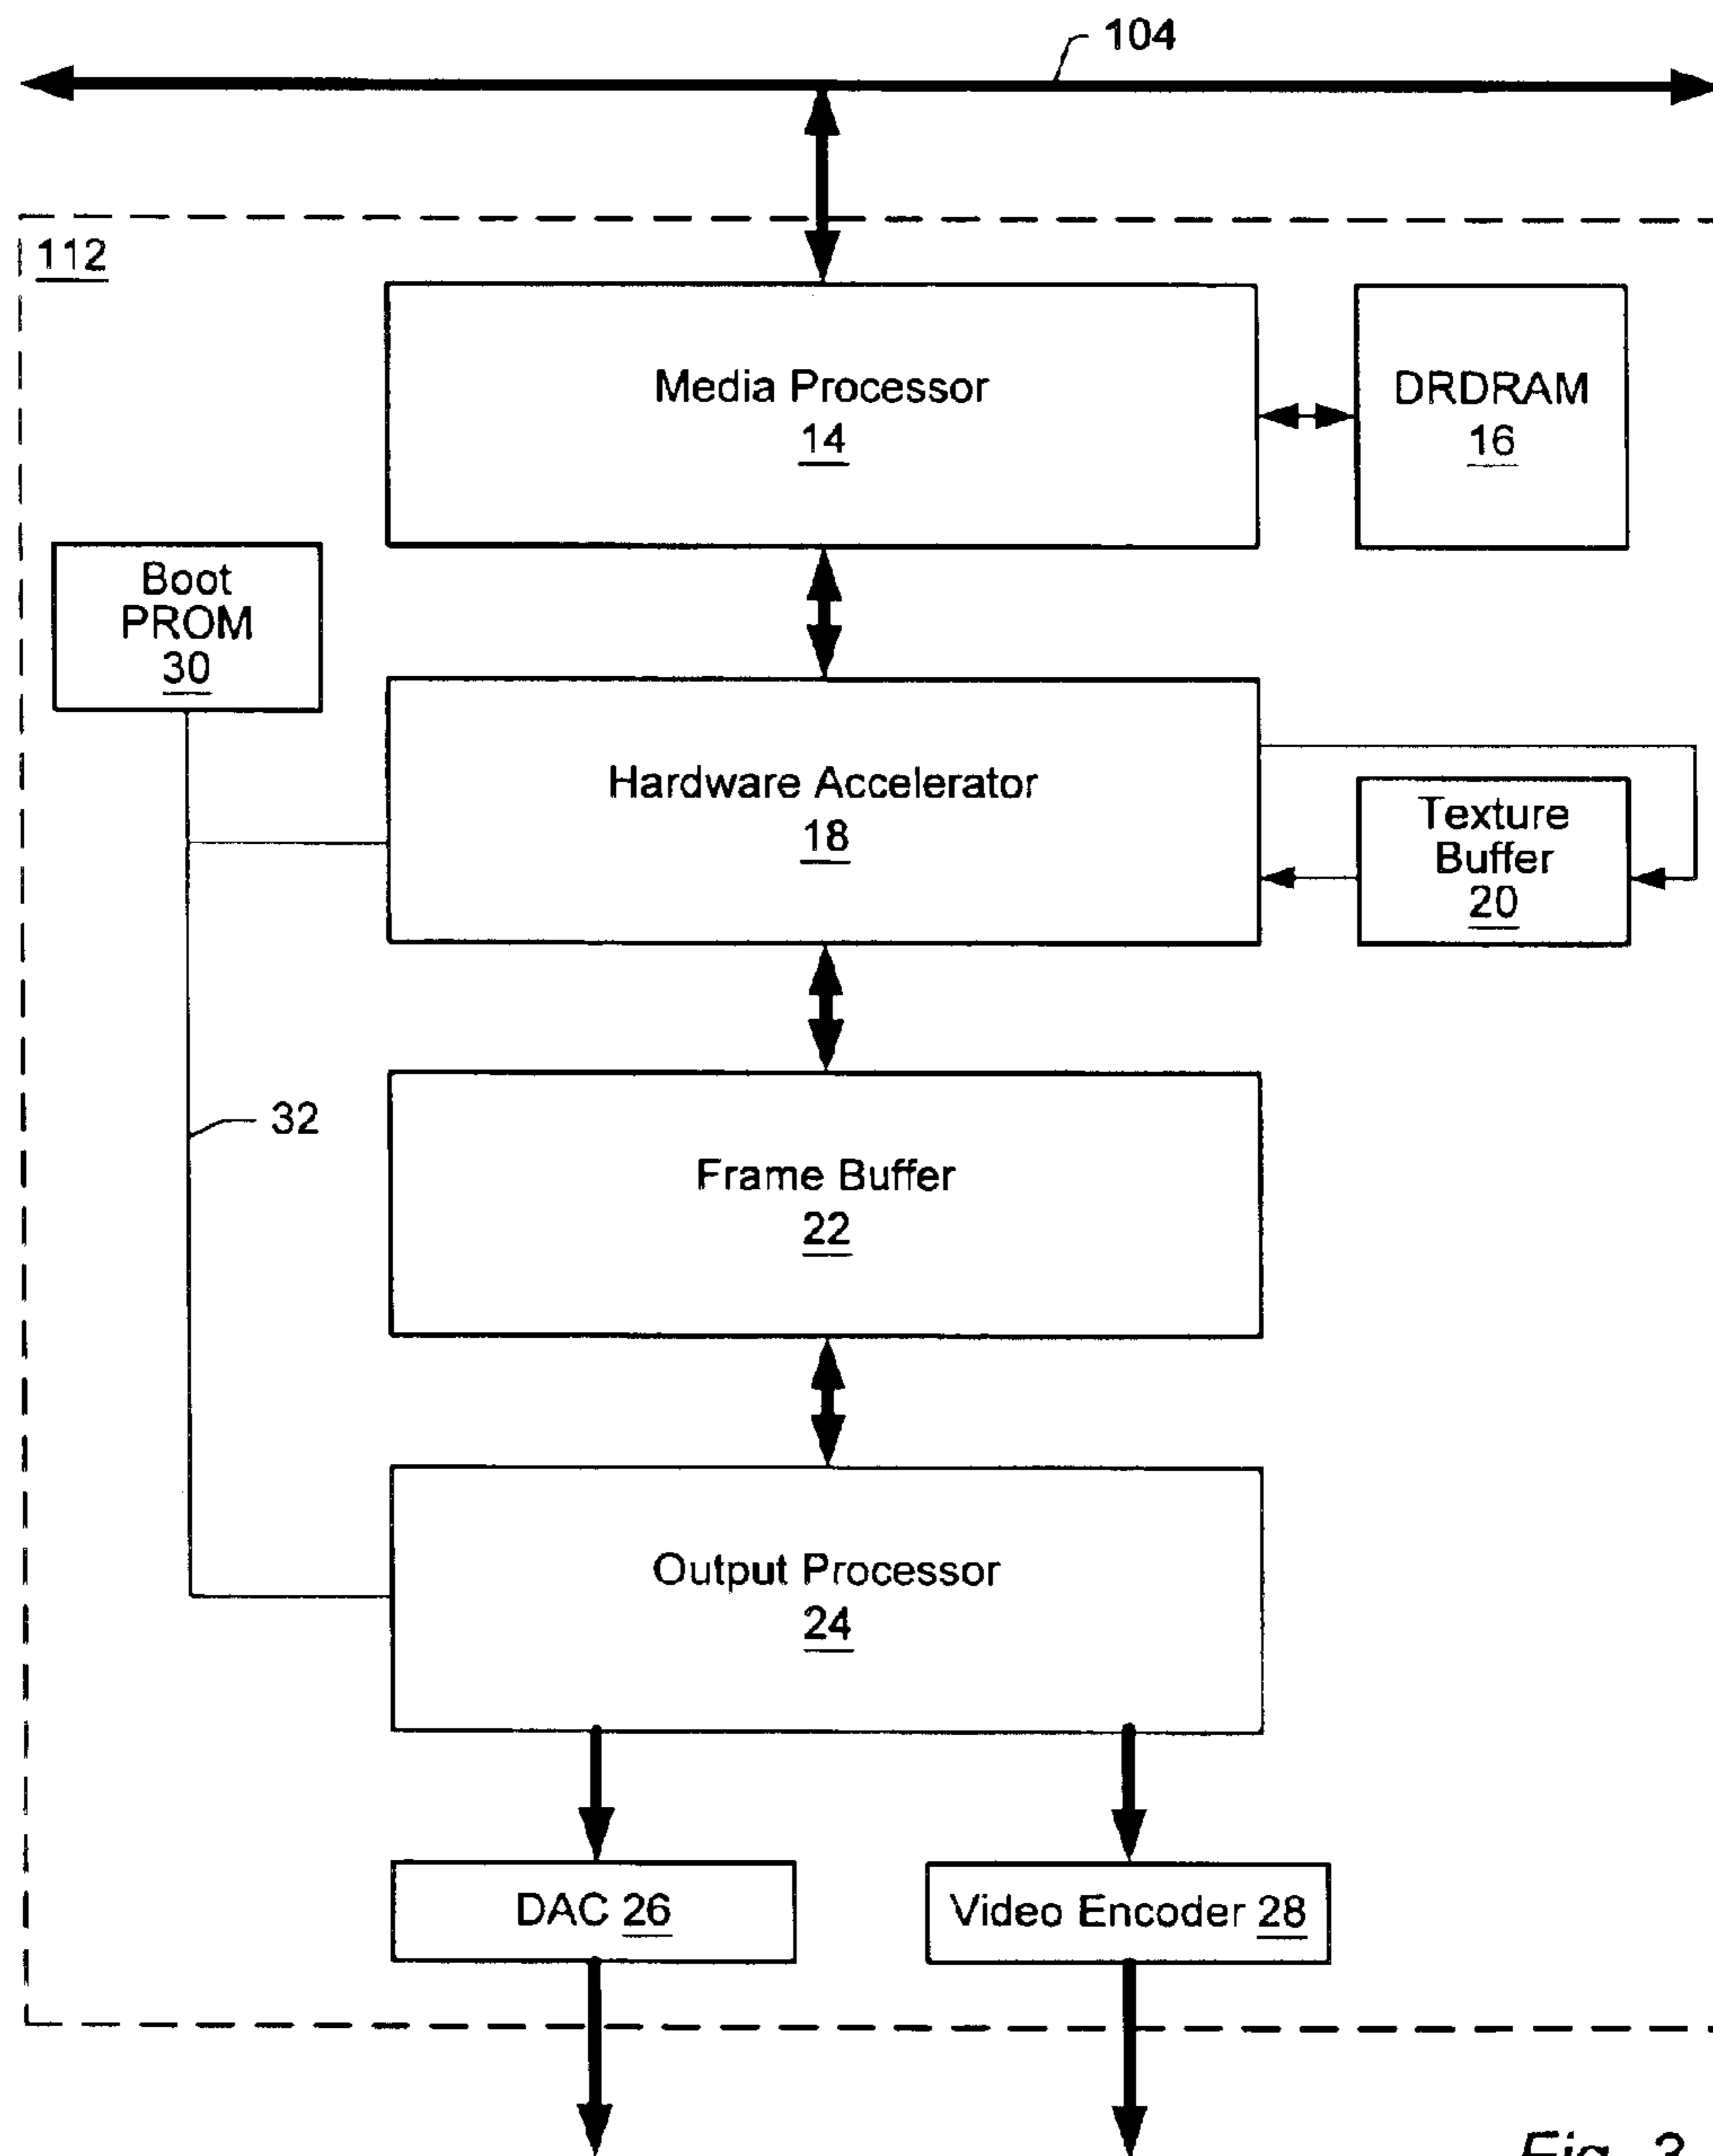 104
112
Media Processor
14
DRDRAM
16
Boot
PROM
30
Hardware Accelerator
18
Texture
Buffer
20
32
Frame Buffer
22
Output Processor
24
DAC 26
Video Encoder 28